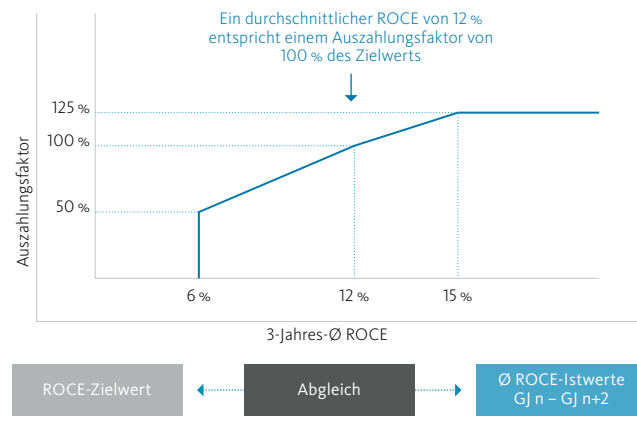 Ein durchschnittlicher ROCE von 12 %
entspricht einem Auszahlungsfaktor von
100 % des Zielwerts
125 %
100 %
50 %
Auszahlungsfaktor
6 %
12 %
15 %
3-Jahres-Ø ROCE
ROCE-Zielwert
Abgleich
Ø ROCE-Istwerte
GJ n – GJ n+2